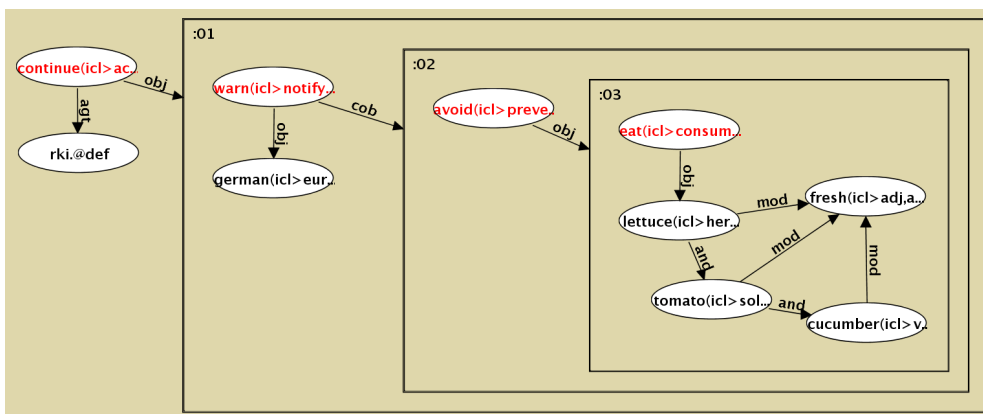 :01
:02
continue(icl>ac..
obj
warn(icl>notify..
:03
cob
avoid(icl>preve..
agt
obj
eat(icl>consum...
obj
rki.@def
german(icl>eur...
obj
mod
fresh(icl>adj,a...
lettuce(icl>her...
mod
and
mod
tomato(icl>sol...
and
cucumber(icl>v..